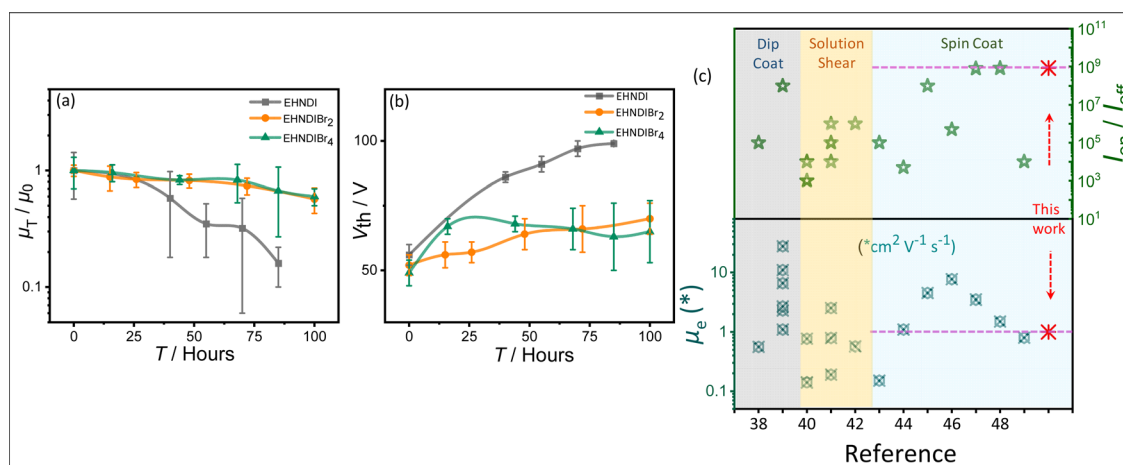 (a)
EHNDI
EHNDIBr2
EHNDIBr4
μT / μ0
1
0.1
0
25
50
75
100
T / Hours
(b)
EHNDI
EHNDIBr2
EHNDIBr4
Vth / V
100
50
0
25
50
75
100
T / Hours
(c)
Dip
Coat
Solution
Shear
Spin Coat
10^11
10^9
10^7
10^5
10^3
10^1
Ion / Ioff
This
work
(*cm^2 V^-1 s^-1)
μe (*)
10
1
0.1
38
40
42
44
46
48
Reference